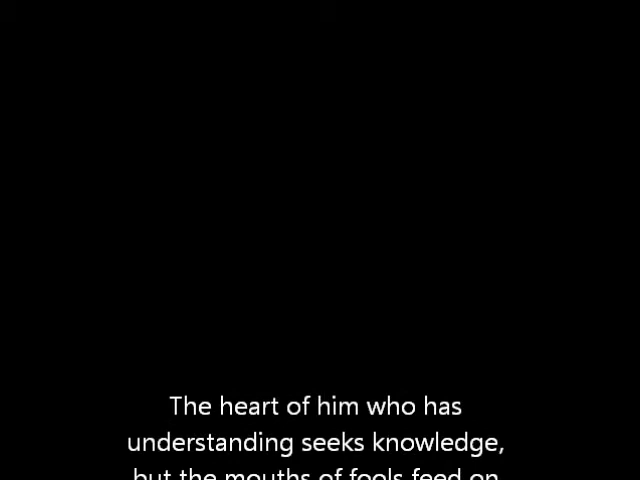 The heart of him who has
understanding seeks knowledge,
but the mouths of fools feed on